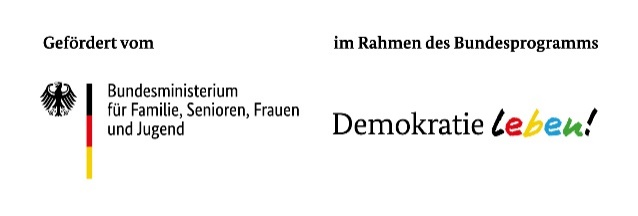 Gefördert vom
im Rahmen des Bundesprogramms
Bundesministerium
für Familie, Senioren, Frauen
und Jugend
Demokratie leben!